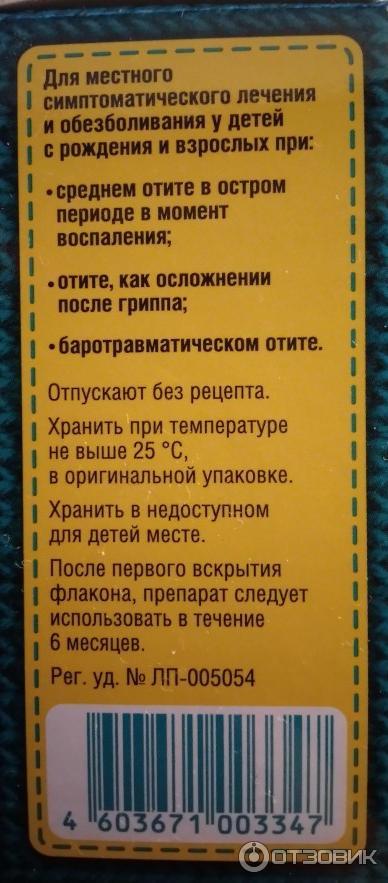 Для местного
симптоматического лечения
и обезболивания у детей
с рождения и взрослых при:
•среднем отите в остром
периоде в момент
воспаления;
•отите, как осложнении
после гриппа;
•баротравматическом отите.
Отпускают без рецепта.
Хранить при температуре
не выше 25 °С,
в оригинальной упаковке.
Хранить в недоступном
для детей месте.
После первого вскрытия
флакона, препарат следует
использовать в течение
6 месяцев.
Рег. уд. № ЛП-005054
4 603671 003347
ОТЗОВИК